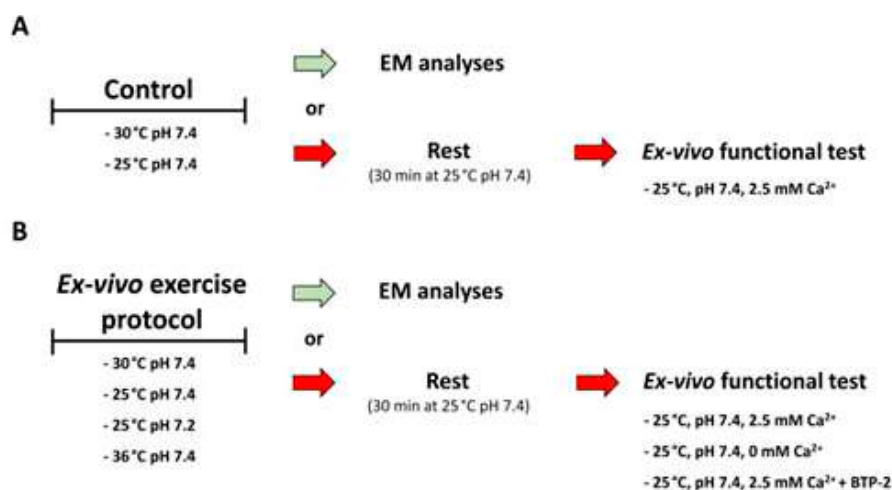 A
Control
- 30°C pH 7.4
- 25°C pH 7.4
EM analyses
or
Rest
(30 min at 25°C pH 7.4)
Ex-vivo functional test
- 25°C, pH 7.4, 2.5 mM Ca²⁺
B
Ex-vivo exercise
protocol
- 30°C pH 7.4
- 25°C pH 7.4
- 25°C pH 7.2
- 36°C pH 7.4
EM analyses
or
Rest
(30 min at 25°C pH 7.4)
Ex-vivo functional test
- 25°C, pH 7.4, 2.5 mM Ca²⁺
- 25°C, pH 7.4, 0 mM Ca²⁺
- 25°C, pH 7.4, 2.5 mM Ca²⁺ + BTP-2